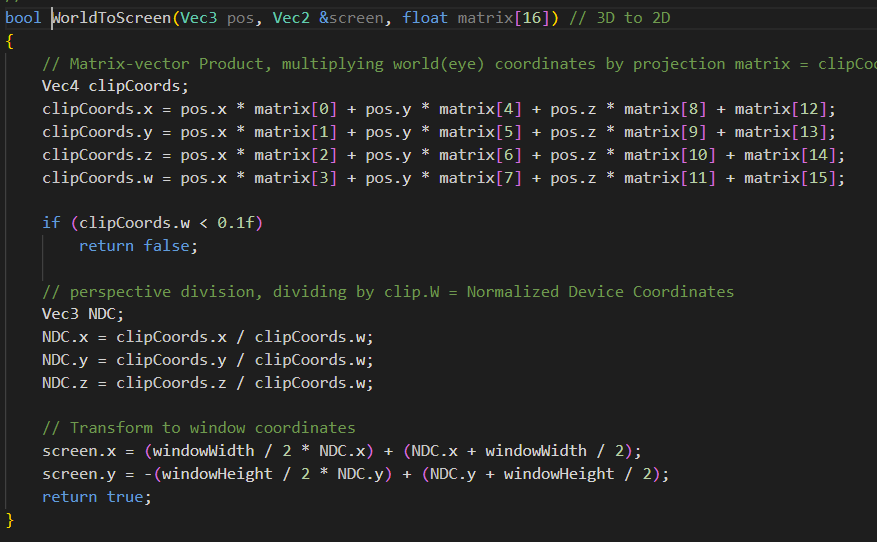 bool WorldToScreen(Vec3 pos, Vec2 &screen, float matrix[16]) // 3D to 2D
{
// Matrix-vector Product, multiplying world(eye) coordinates by projection matrix = clipCoo
Vec4 clipCoords;
clipCoords.x = pos.x * matrix[0] + pos.y * matrix[4] + pos.z * matrix[8] + matrix[12];
clipCoords.y = pos.x * matrix[1] + pos.y * matrix[5] + pos.z * matrix[9] + matrix[13];
clipCoords.z = pos.x * matrix[2] + pos.y * matrix[6] + pos.z * matrix[10] + matrix[14];
clipCoords.w = pos.x * matrix[3] + pos.y * matrix[7] + pos.z * matrix[11] + matrix[15];
if (clipCoords.w < 0.1f)
return false;
// perspective division, dividing by clip.W = Normalized Device Coordinates
Vec3 NDC;
NDC.x = clipCoords.x / clipCoords.w;
NDC.y = clipCoords.y / clipCoords.w;
NDC.z = clipCoords.z / clipCoords.w;
// Transform to window coordinates
screen.x = (windowWidth / 2 * NDC.x) + (NDC.x + windowWidth / 2);
screen.y = -(windowHeight / 2 * NDC.y) + (NDC.y + windowHeight / 2);
return true;
}